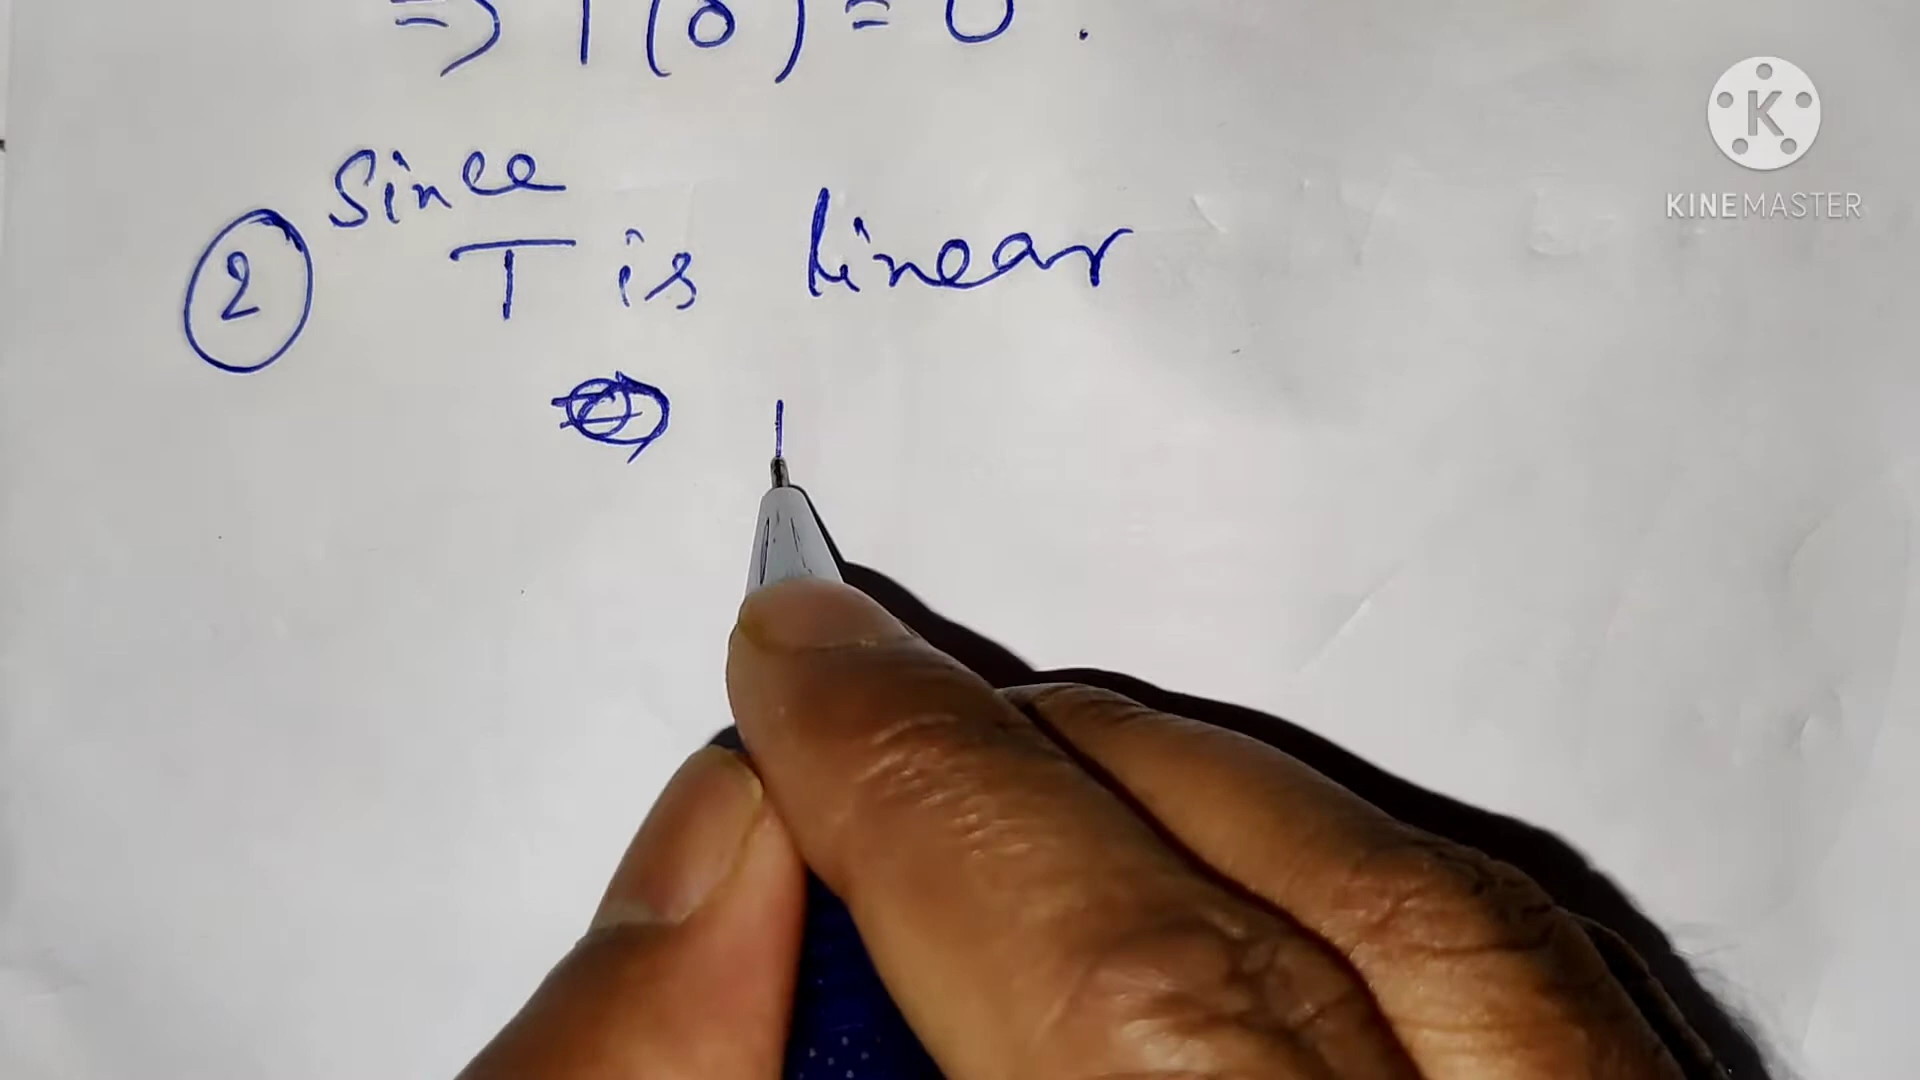 => T(0) = 0.
Since
② T is linear
K
KINEMASTER